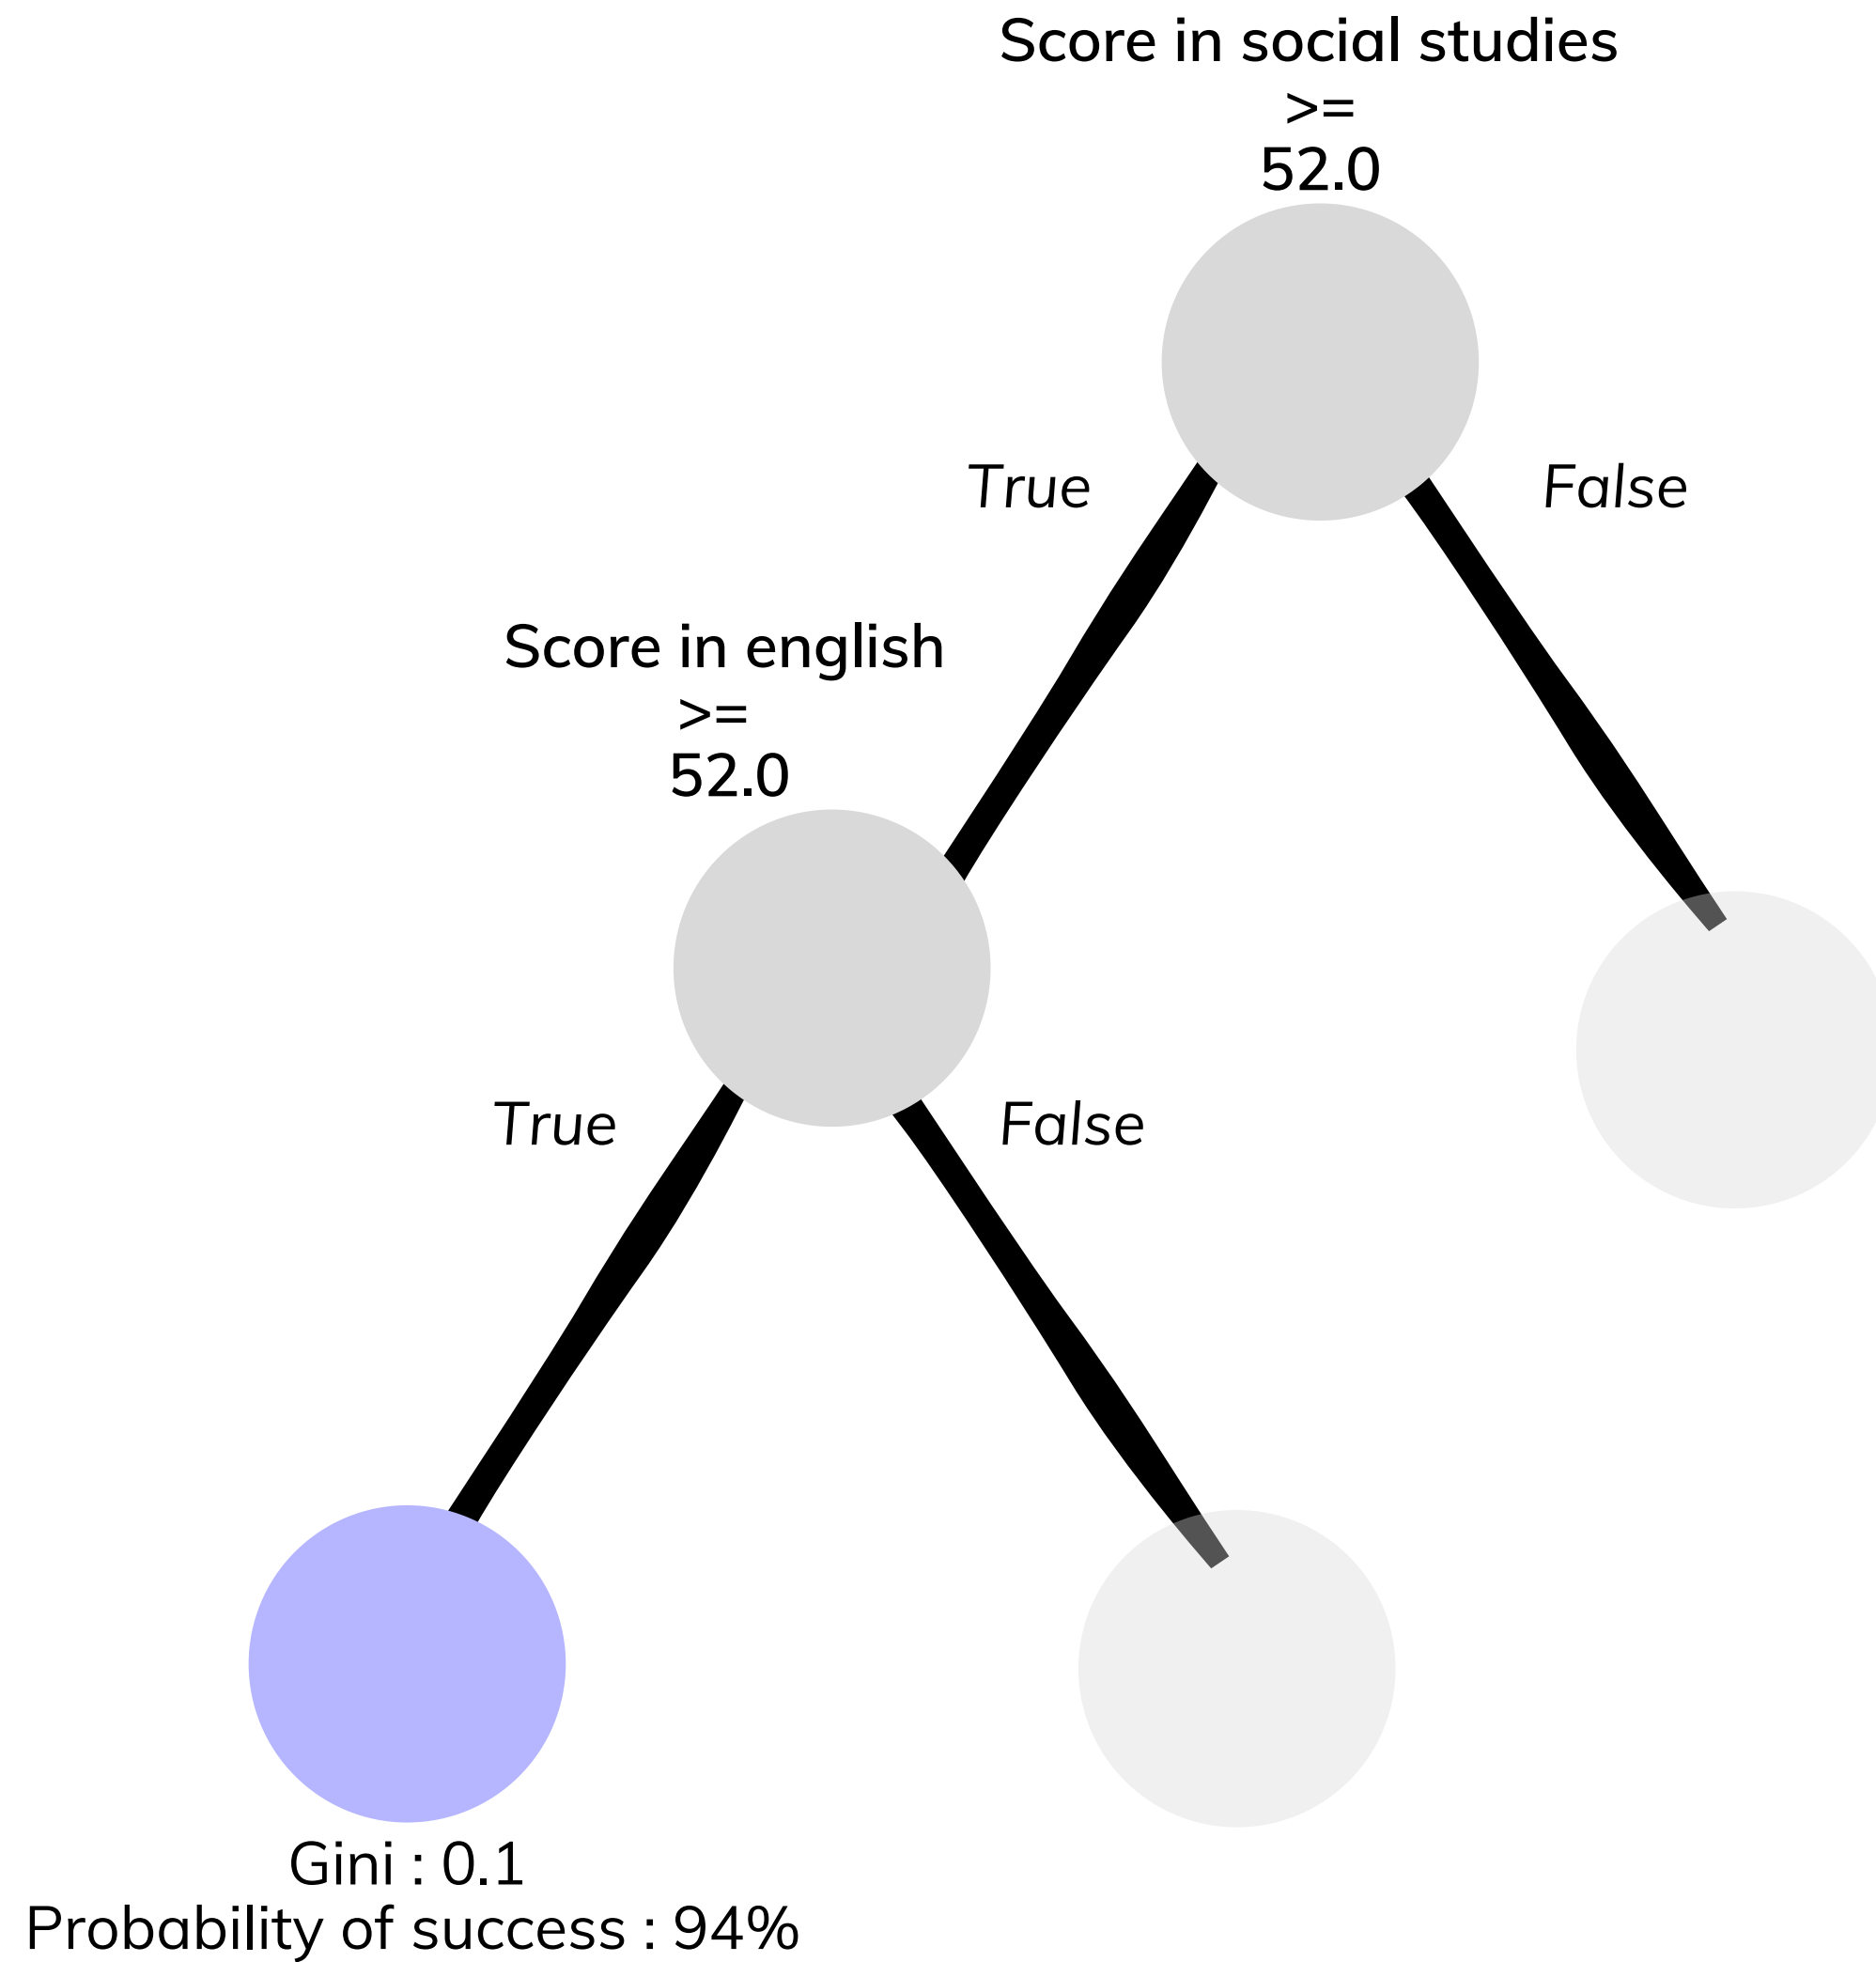 Score in social studies
>=
52.0
True
False
Score in english
>=
52.0
True
False
Gini : 0.1
Probability of success : 94%